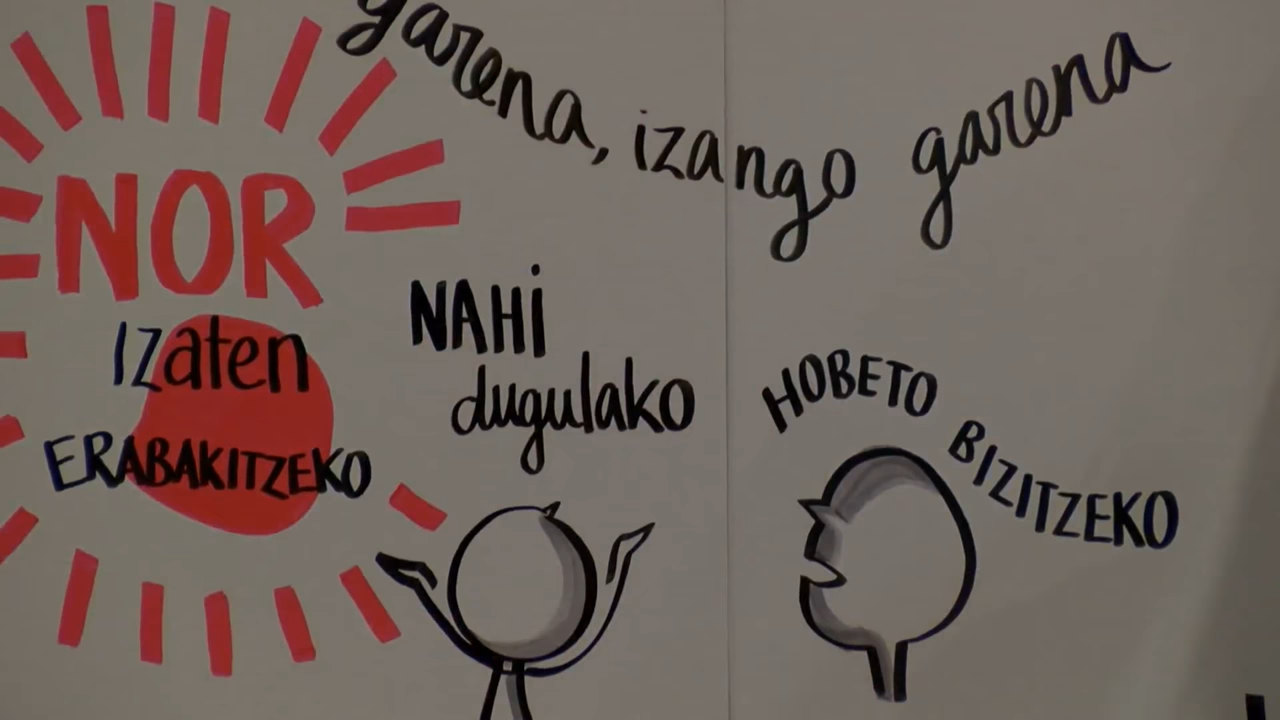 garena, izango garena
NOR
Izaten
ERABAKITZEKO
NAHI
dugulako
HOBETO BIZITZEKO